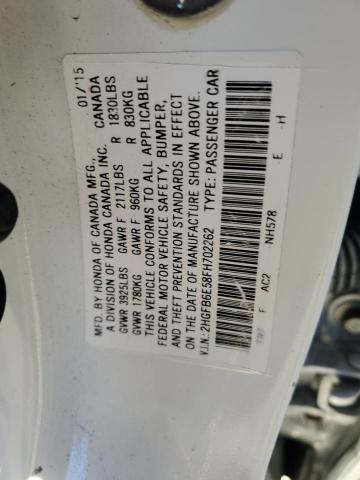 MFD. BY HONDA OF CANADA MFG., 01/'15
A DIVISION OF HONDA CANADA INC. CANADA
GVWR 3925LBS GAWR F 2117LBS R 1830LBS
GVWR 1780KG GAWR F 960KG R 830KG
THIS VEHICLE CONFORMS TO ALL APPLICABLE
FEDERAL MOTOR VEHICLE SAFETY, BUMPER,
AND THEFT PREVENTION STANDARDS IN EFFECT
ON THE DATE OF MANUFACTURE SHOWN ABOVE.
V.I.N.: 2HGFB6E58FH702262 TYPE: PASSENGER CAR
F AC2 NH578 E H